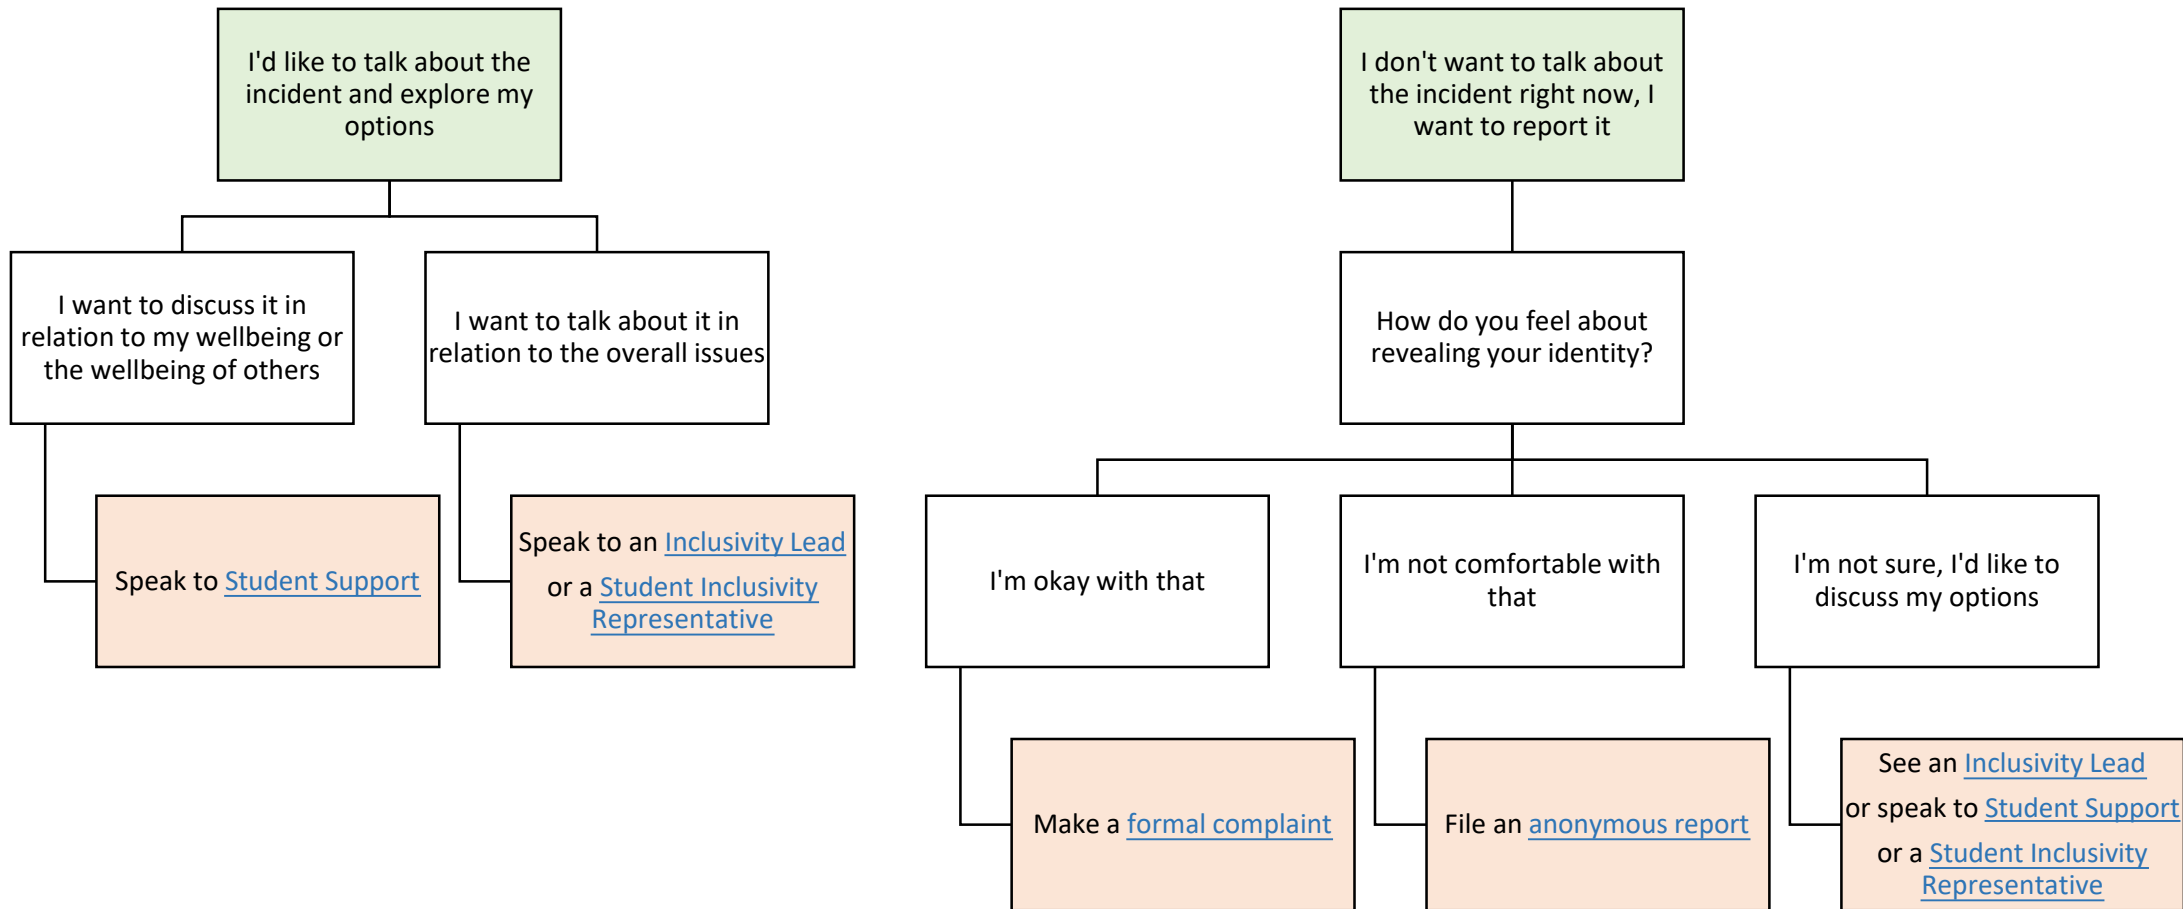 I'd like to talk about the
incident and explore my
options
I don't want to talk about
the incident right now, I
want to report it
I want to discuss it in
relation to my wellbeing or
the wellbeing of others
I want to talk about it in
relation to the overall issues
How do you feel about
revealing your identity?
Speak to Student Support
Speak to an Inclusivity Lead
or a Student Inclusivity
Representative
I'm okay with that
I'm not comfortable with
that
I'm not sure, I'd like to
discuss my options
Make a formal complaint
File an anonymous report
See an Inclusivity Lead
or speak to Student Support
or a Student Inclusivity
Representative